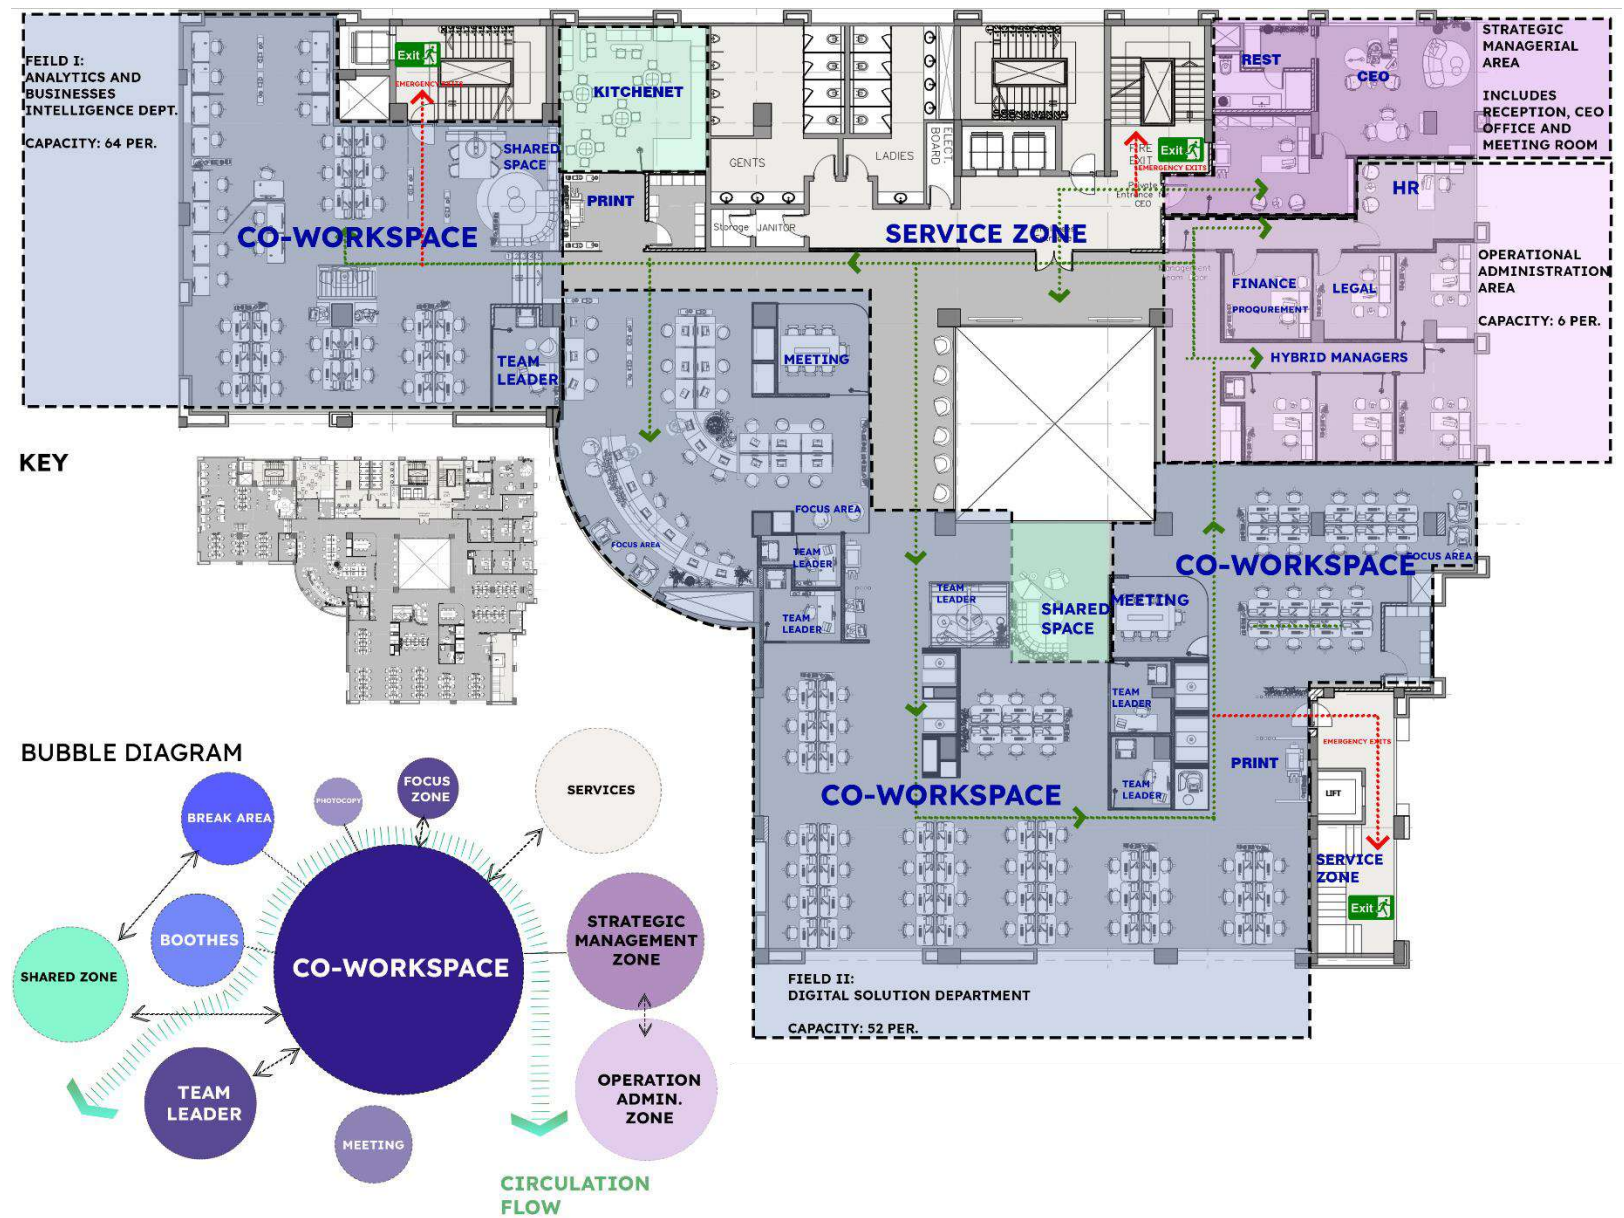 FEILD I:
ANALYTICS AND
BUSINESSES
INTELLIGENCE DEPT.
CAPACITY: 64 PER.
Exit
EMERGENCY EXITS
SHARED
SPACE
CO-WORKSPACE
TEAM
LEADER
KITCHENET
PRINT
GENTS
LADIES
ELECT.
BOARD
Storage
JANITOR
SERVICE ZONE
FIRE
EXIT
Exit
EMERGENCY EXITS
Private
Entrance
CEO
REST
CEO
STRATEGIC
MANAGERIAL
AREA
INCLUDES
RECEPTION, CEO
OFFICE AND
MEETING ROOM
HR
FINANCE
PROQUREMENT
LEGAL
HYBRID MANAGERS
OPERATIONAL
ADMINISTRATION
AREA
CAPACITY: 6 PER.
MEETING
FOCUS AREA
FOCUS AREA
TEAM
LEADER
TEAM
LEADER
TEAM
LEADER
SHARED
SPACE
MEETING
CO-WORKSPACE
FOCUS AREA
TEAM
LEADER
TEAM
LEADER
PRINT
CO-WORKSPACE
EMERGENCY EXITS
LIFT
SERVICE
ZONE
Exit
FIELD II:
DIGITAL SOLUTION DEPARTMENT
CAPACITY: 52 PER.
KEY
BUBBLE DIAGRAM
BREAK AREA
PHOTOCOPY
FOCUS
ZONE
SERVICES
BOOTHES
SHARED ZONE
CO-WORKSPACE
STRATEGIC
MANAGEMENT
ZONE
TEAM
LEADER
MEETING
OPERATION
ADMIN.
ZONE
CIRCULATION
FLOW